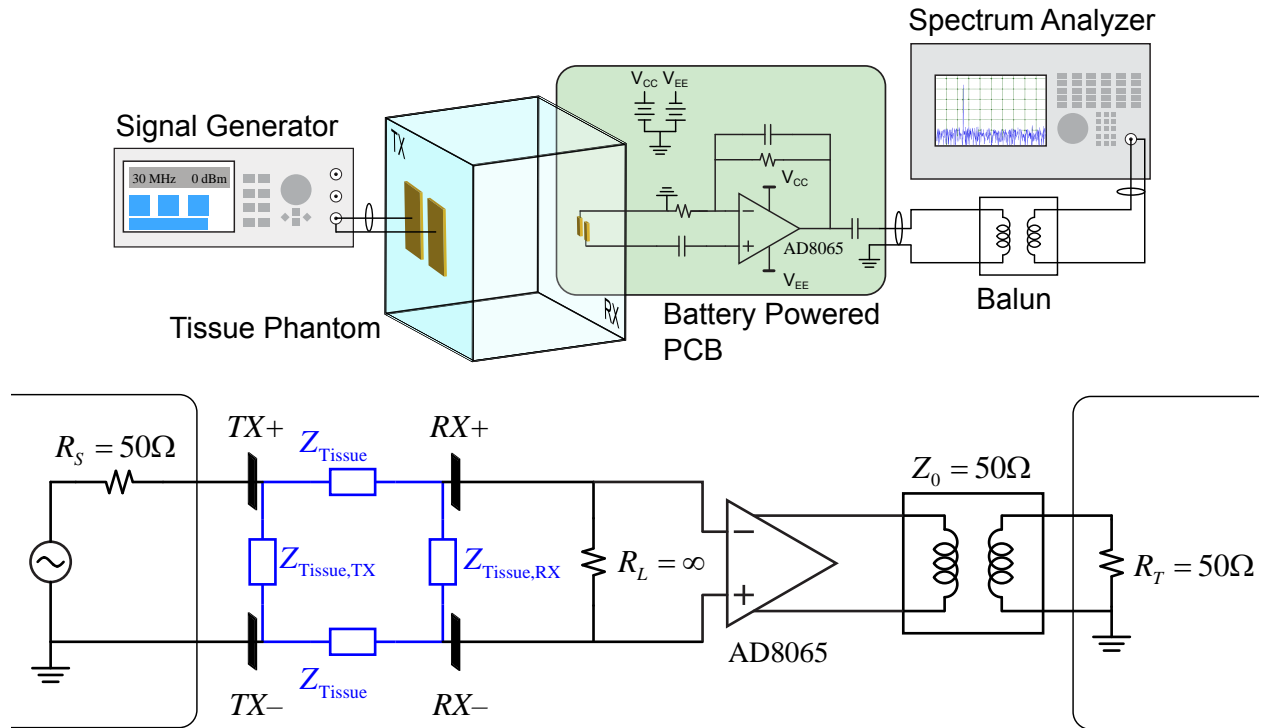 Spectrum Analyzer
Signal Generator
30 MHz 0 dBm
TX
RX
V_CC V_EE
V_CC
−
+
AD8065
V_EE
Tissue Phantom
Battery Powered
PCB
Balun
R_S = 50Ω
TX+
Z_Tissue
RX+
Z_0 = 50Ω
Z_Tissue,TX
Z_Tissue,RX
R_L = ∞
−
+
R_T = 50Ω
AD8065
Z_Tissue
TX−
RX−